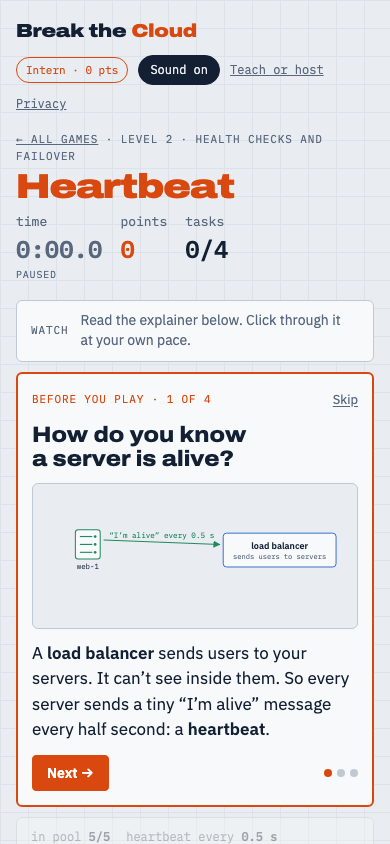 Break the Cloud
Intern · 0 pts
Sound on
Teach or host
Privacy
← ALL GAMES · LEVEL 2 · HEALTH CHECKS AND
FAILOVER
Heartbeat
time points tasks
0:00.0 0 0/4
PAUSED
WATCH
Read the explainer below. Click through it
at your own pace.
BEFORE YOU PLAY · 1 OF 4
Skip
How do you know
a server is alive?
“I’m alive” every 0.5 s
web-1
load balancer
sends users to servers
A load balancer sends users to your
servers. It can’t see inside them. So every
server sends a tiny “I’m alive” message
every half second: a heartbeat.
Next →
in pool 5/5 heartbeat every 0.5 s